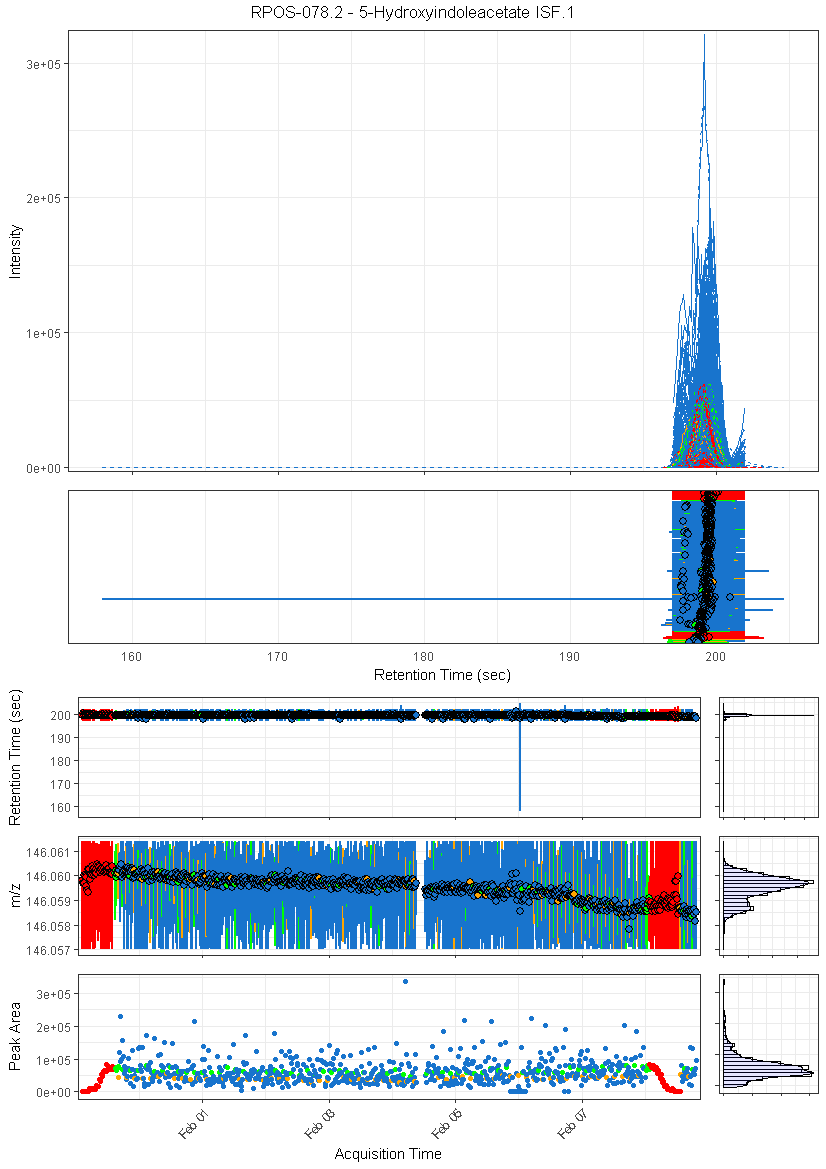 RPOS-078.2 - 5-Hydroxyindoleacetate ISF.1
3e+05
2e+05
1e+05
0e+00
Intensity
160
170
180
190
200
Retention Time (sec)
200
190
180
170
160
Retention Time (sec)
146.061
146.060
146.059
146.058
146.057
m/z
3e+05
2e+05
1e+05
0e+00
Peak Area
Feb 01
Feb 03
Feb 05
Feb 07
Acquisition Time